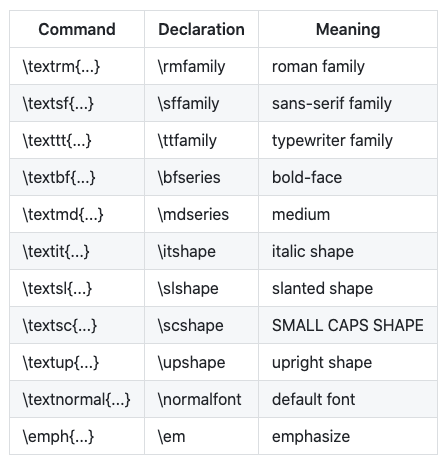 Command Declaration Meaning
\textrm{...} \rmfamily roman family
\textsf{...} \sffamily sans-serif family
\texttt{...} \ttfamily typewriter family
\textbf{...} \bfseries bold-face
\textmd{...} \mdseries medium
\textit{...} \itshape italic shape
\textsl{...} \slshape slanted shape
\textsc{...} \scshape SMALL CAPS SHAPE
\textup{...} \upshape upright shape
\textnormal{...} \normalfont default font
\emph{...} \em emphasize